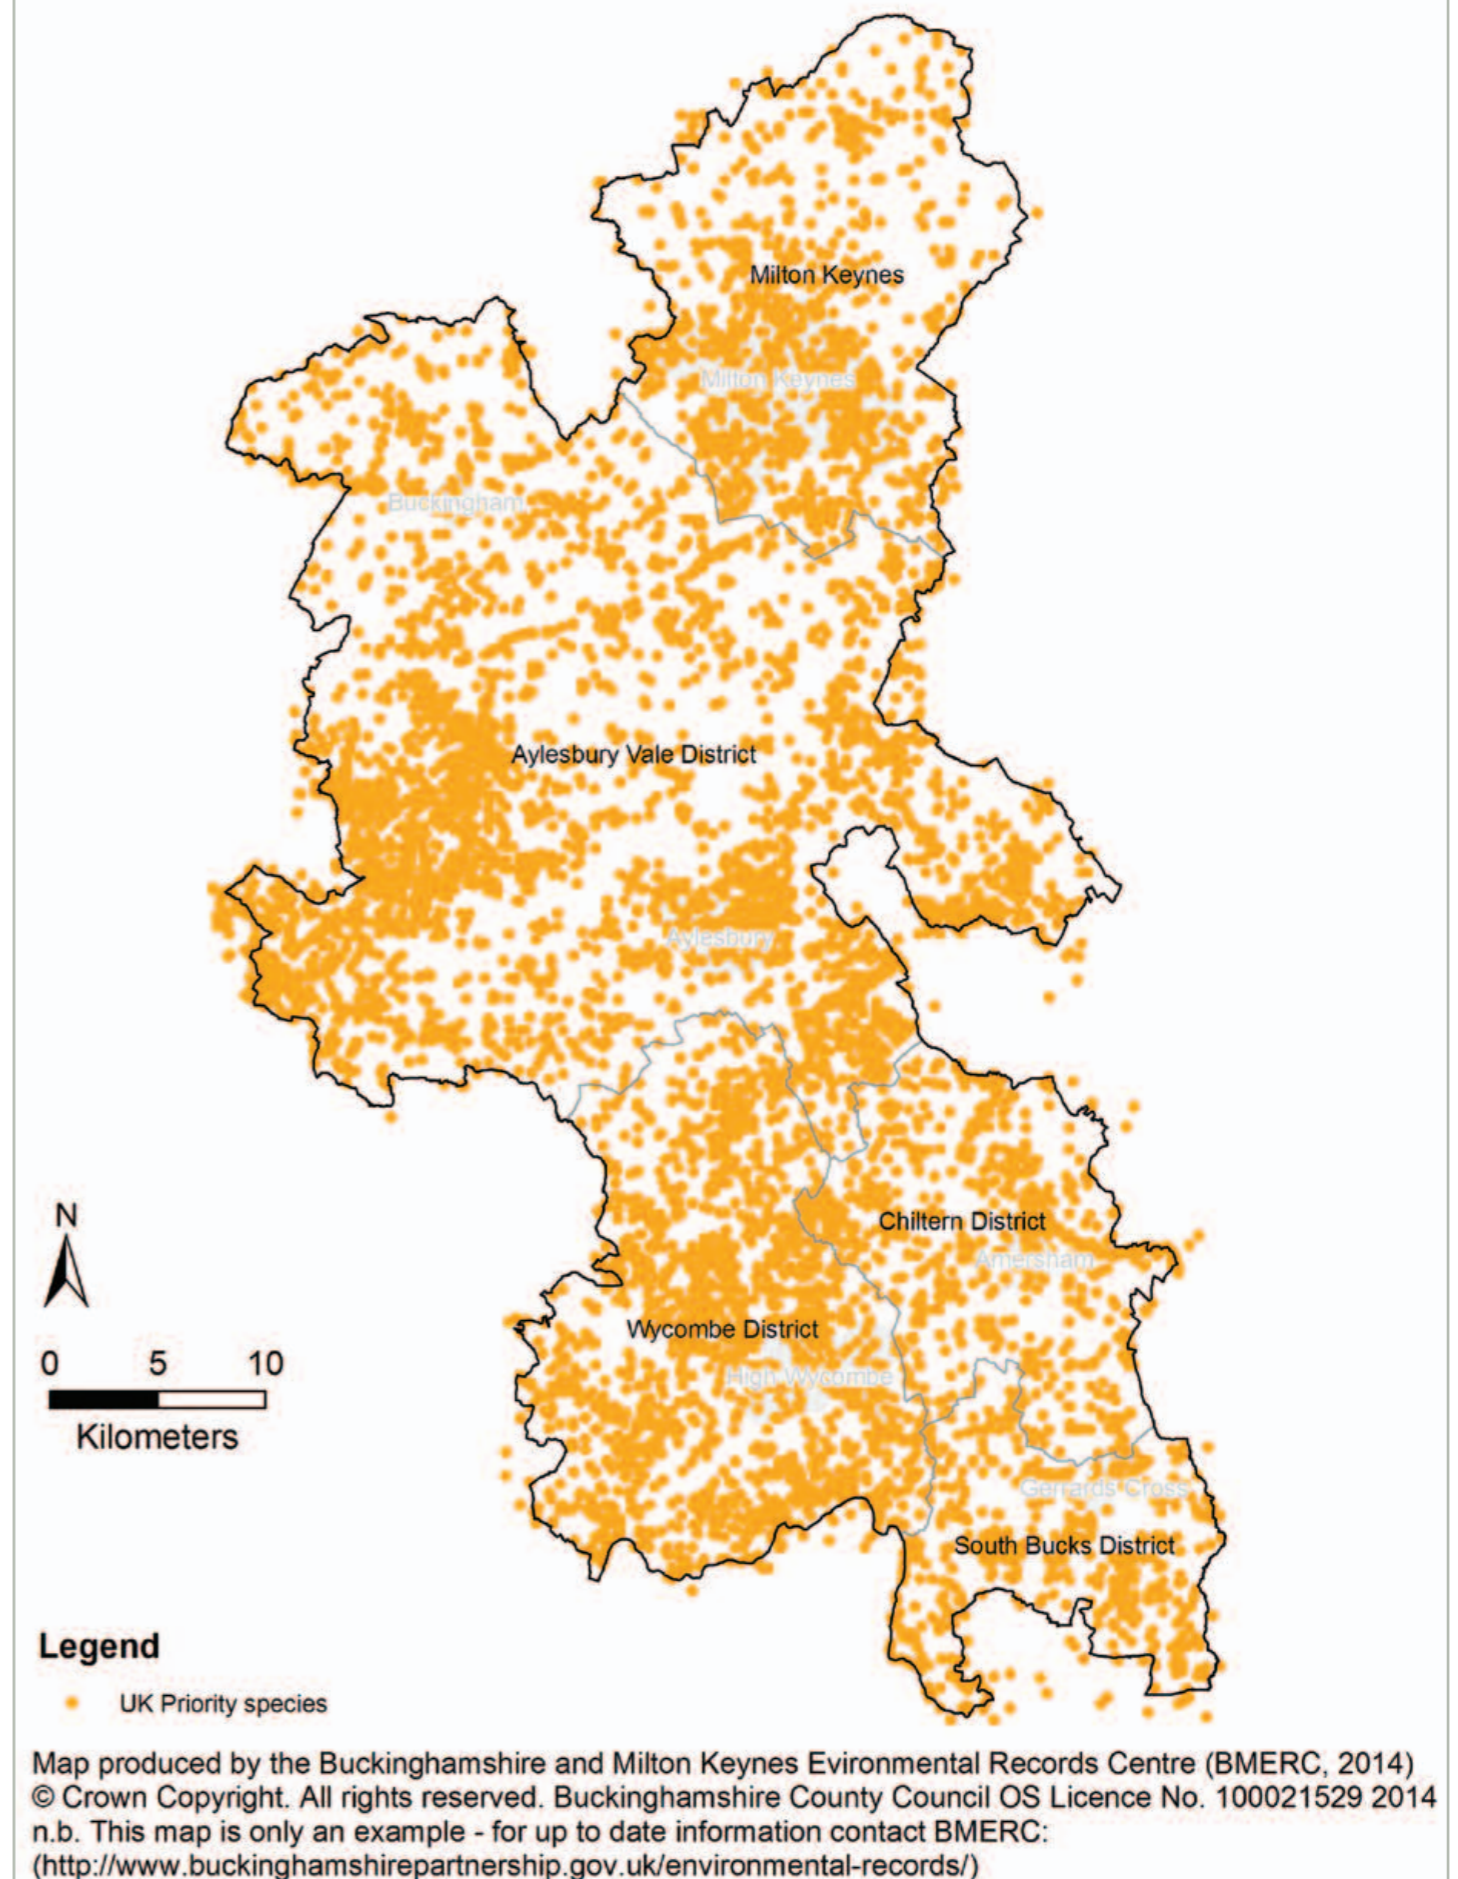 Milton Keynes
Milton Keynes
Buckingham
Aylesbury Vale District
Aylesbury
Chiltern District
Amersham
Wycombe District
High Wycombe
Gerrards Cross
South Bucks District
N
0 5 10
Kilometers
Legend
UK Priority species
Map produced by the Buckinghamshire and Milton Keynes Evironmental Records Centre (BMERC, 2014)
© Crown Copyright. All rights reserved. Buckinghamshire County Council OS Licence No. 100021529 2014
n.b. This map is only an example - for up to date information contact BMERC:
(http://www.buckinghamshirepartnership.gov.uk/environmental-records/)